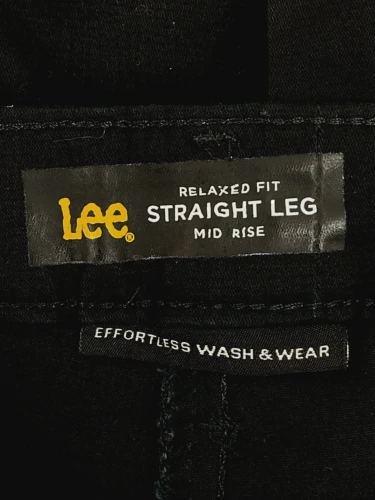 RELAXED FIT
Lee® STRAIGHT LEG
MID RISE
EFFORTLESS WASH & WEAR